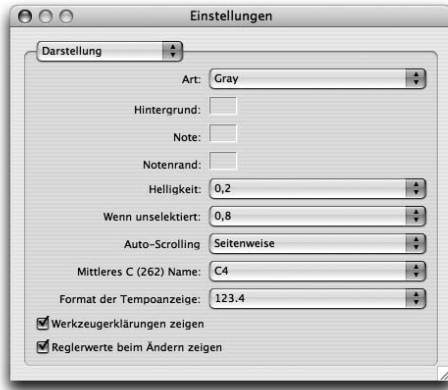 Einstellungen
Darstellung
Art: Gray
Hintergrund:
Note:
Notenrand:
Helligkeit: 0,2
Wenn unselektiert: 0,8
Auto-Scrolling Seitenweise
Mittleres C (262) Name: C4
Format der Tempoanzeige: 123.4
Werkzeugerklärungen zeigen
Reglerwerte beim Ändern zeigen